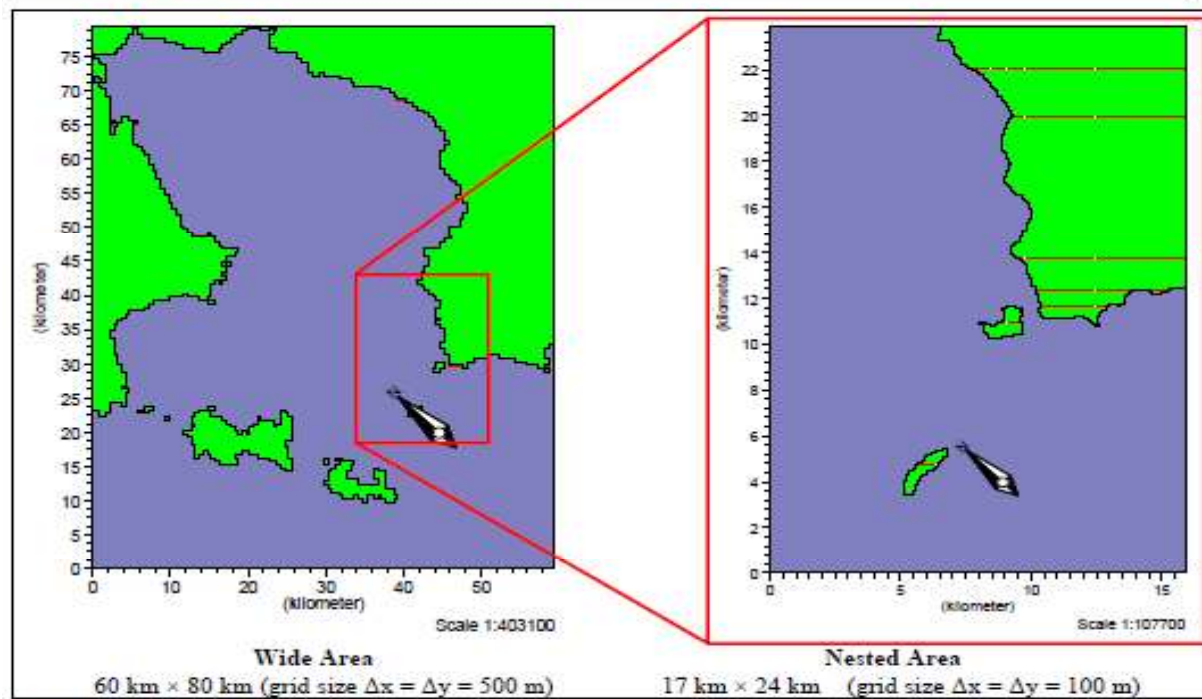 75
70
65
60
55
50
45
40
35
30
25
20
15
10
5
0
(kilometer)
0 10 20 30 40 50
(kilometer)
Scale 1:403100
Wide Area
60 km × 80 km (grid size Δx = Δy = 500 m)
22
20
18
16
14
12
10
8
6
4
2
0
(kilometer)
0 5 10 15
(kilometer)
Scale 1:107700
Nested Area
17 km × 24 km (grid size Δx = Δy = 100 m)